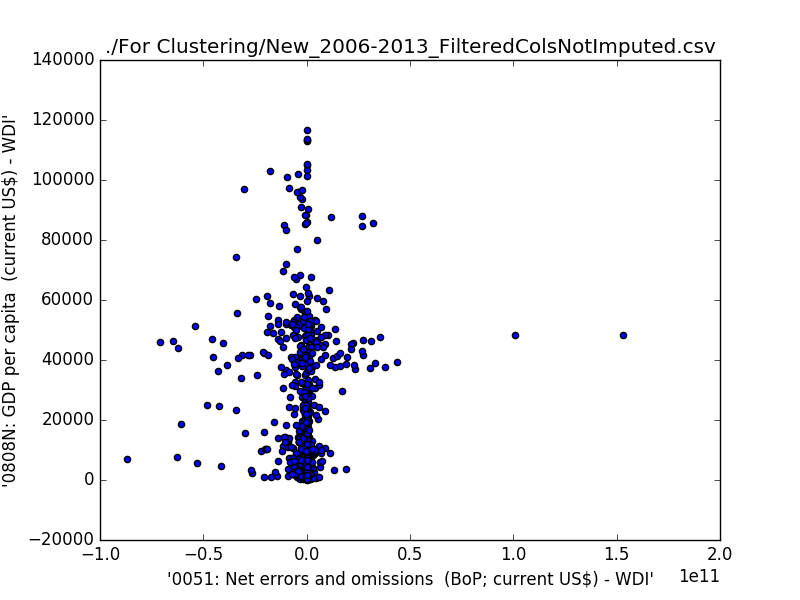 ./For Clustering/New_2006-2013_FilteredColsNotImputed.csv
140000
120000
100000
80000
60000
40000
20000
0
−20000
'0808N: GDP per capita  (current US$) - WDI'
−1.0 −0.5 0.0 0.5 1.0 1.5 2.0
1e11
'0051: Net errors and omissions  (BoP; current US$) - WDI'